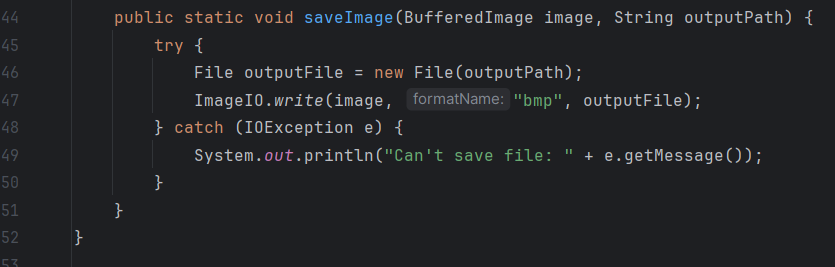 44 public static void saveImage(BufferedImage image, String outputPath) {
45 try {
46 File outputFile = new File(outputPath);
47 ImageIO.write(image, formatName: "bmp", outputFile);
48 } catch (IOException e) {
49 System.out.println("Can't save file: " + e.getMessage());
50 }
51 }
52 }
53